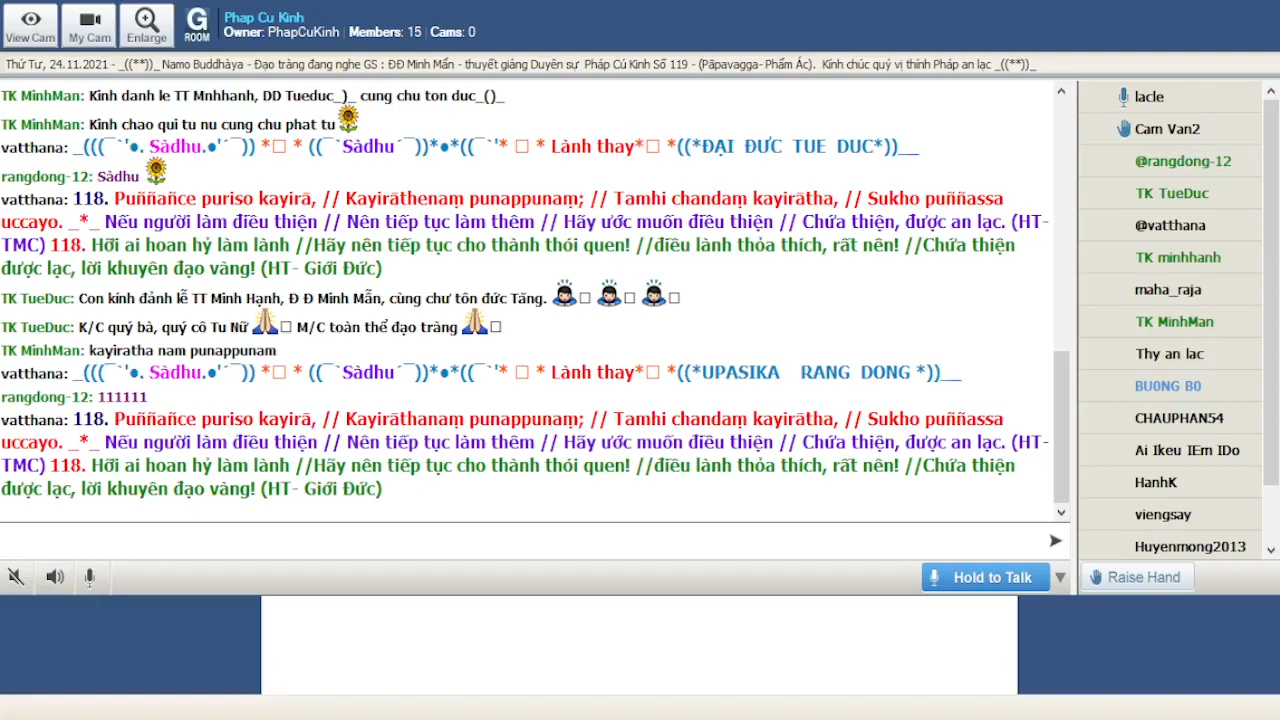 View Cam
My Cam
Enlarge
G
ROOM
Phap Cu Kinh
Owner: PhapCuKinh | Members: 15 | Cams: 0
Thứ Tư, 24.11.2021 - _((**))_ Namo Buddhàya - Đạo tràng đang nghe GS : ĐĐ Minh Mẫn - thuyết giảng Duyên sự Pháp Cú Kinh Số 119 - (Pāpavagga- Phẩm Ác). Kính chúc quý vị thính Pháp an lạc _((**))_
TK MinhMan: Kinh danh le TT Mnhhanh, DD Tueduc_)_ cung chu ton duc_()_
TK MinhMan: Kinh chao qui tu nu cung chu phat tu🌻
vatthana: _(((¯`'●. Sàdhu.●'´¯)) *□ * ((¯`Sàdhu´¯))*●*((¯`'* □ * Lành thay*□ *((*ĐẠI ĐỨC TUE DUC*))__
rangdong-12: Sàdhu 🌻
vatthana: 118. Puññañce puriso kayirā, // Kayirāthenaṃ punappunaṃ; // Tamhi chandaṃ kayirātha, // Sukho puññassa
uccayo. _*_ Nếu người làm điều thiện // Nên tiếp tục làm thêm // Hãy ước muốn điều thiện // Chứa thiện, được an lạc. (HT-
TMC) 118. Hỡi ai hoan hỷ làm lành //Hãy nên tiếp tục cho thành thói quen! //điều lành thỏa thích, rất nên! //Chứa thiện
được lạc, lời khuyên đạo vàng! (HT- Giới Đức)
TK TueDuc: Con kính đảnh lễ TT Minh Hạnh, Đ Đ Minh Mẫn, cùng chư tôn đức Tăng. 🙇□ 🙇□ 🙇□
TK TueDuc: K/C quý bà, quý cô Tu Nữ 🙏□ M/C toàn thể đạo tràng 🙏□
TK MinhMan: kayiratha nam punappunam
vatthana: _(((¯`'●. Sàdhu.●'´¯)) *□ * ((¯`Sàdhu´¯))*●*((¯`'* □ * Lành thay*□ *((*UPASIKA RANG DONG *))__
rangdong-12: 111111
vatthana: 118. Puññañce puriso kayirā, // Kayirāthanaṃ punappunaṃ; // Tamhi chandaṃ kayirātha, // Sukho puññassa
uccayo. _*_ Nếu người làm điều thiện // Nên tiếp tục làm thêm // Hãy ước muốn điều thiện // Chứa thiện, được an lạc. (HT-
TMC) 118. Hỡi ai hoan hỷ làm lành //Hãy nên tiếp tục cho thành thói quen! //điều lành thỏa thích, rất nên! //Chứa thiện
được lạc, lời khuyên đạo vàng! (HT- Giới Đức)
Hold to Talk
lacle
Cam Van2
@rangdong-12
TK TueDuc
@vatthana
TK minhhanh
maha_raja
TK MinhMan
Thy an lac
BU0NG B0
CHAUPHAN54
Ai Ikeu IEm IDo
HanhK
viengsay
Huyenmong2013
Raise Hand